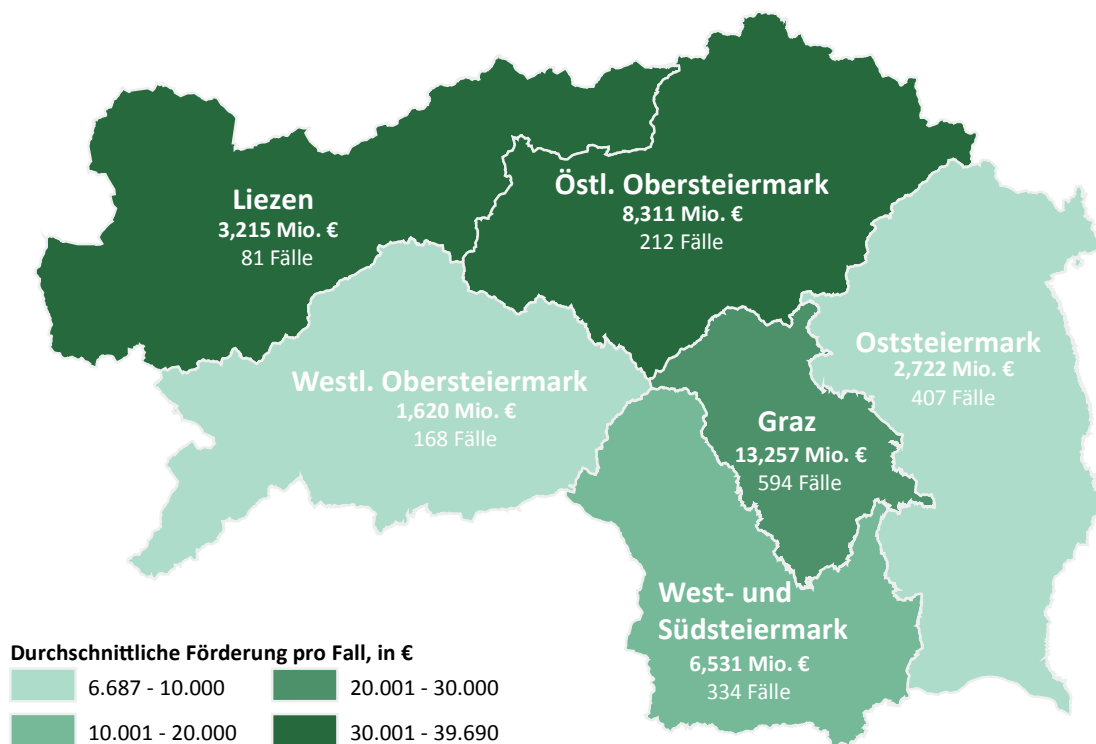 Liezen
3,215 Mio. €
81 Fälle
Östl. Obersteiermark
8,311 Mio. €
212 Fälle
Westl. Obersteiermark
1,620 Mio. €
168 Fälle
Oststeiermark
2,722 Mio. €
407 Fälle
Graz
13,257 Mio. €
594 Fälle
West- und
Südsteiermark
6,531 Mio. €
334 Fälle
Durchschnittliche Förderung pro Fall, in €
6.687 - 10.000
20.001 - 30.000
10.001 - 20.000
30.001 - 39.690